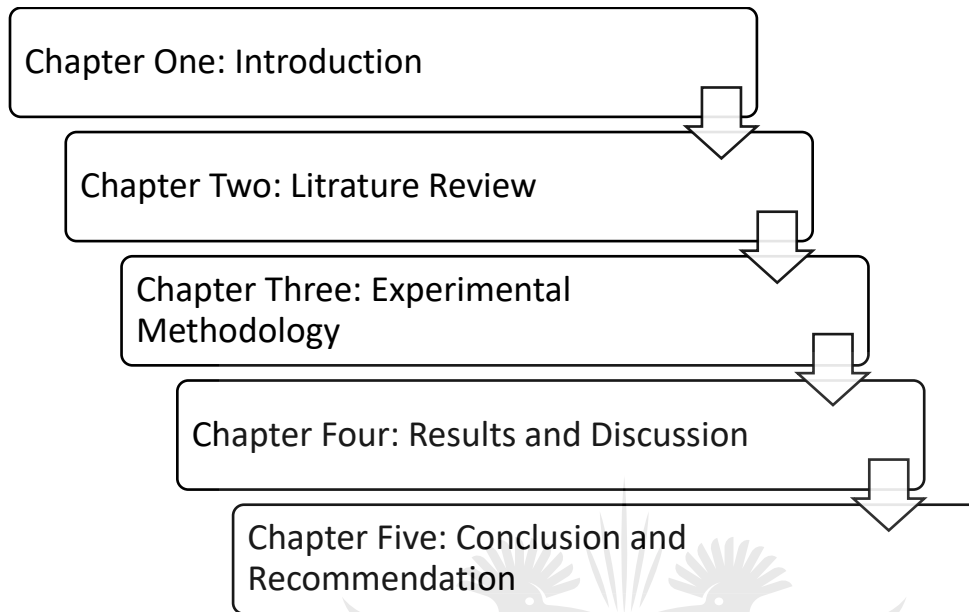 Chapter One: Introduction
Chapter Two: Litrature Review
Chapter Three: Experimental
Methodology
Chapter Four: Results and Discussion
Chapter Five: Conclusion and
Recommendation